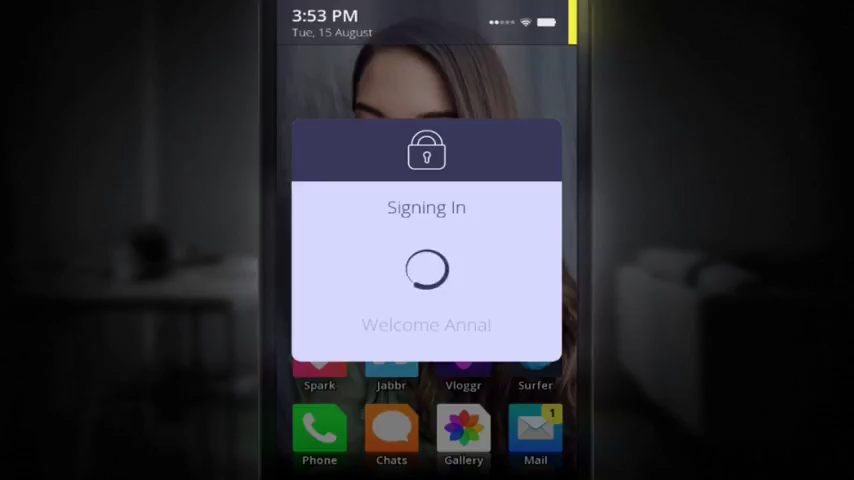 3:53 PM
Tue, 15 August
Signing In
Welcome Anna!
Spark Jabbr Vloggr Surfer
1
Phone Chats Gallery Mail